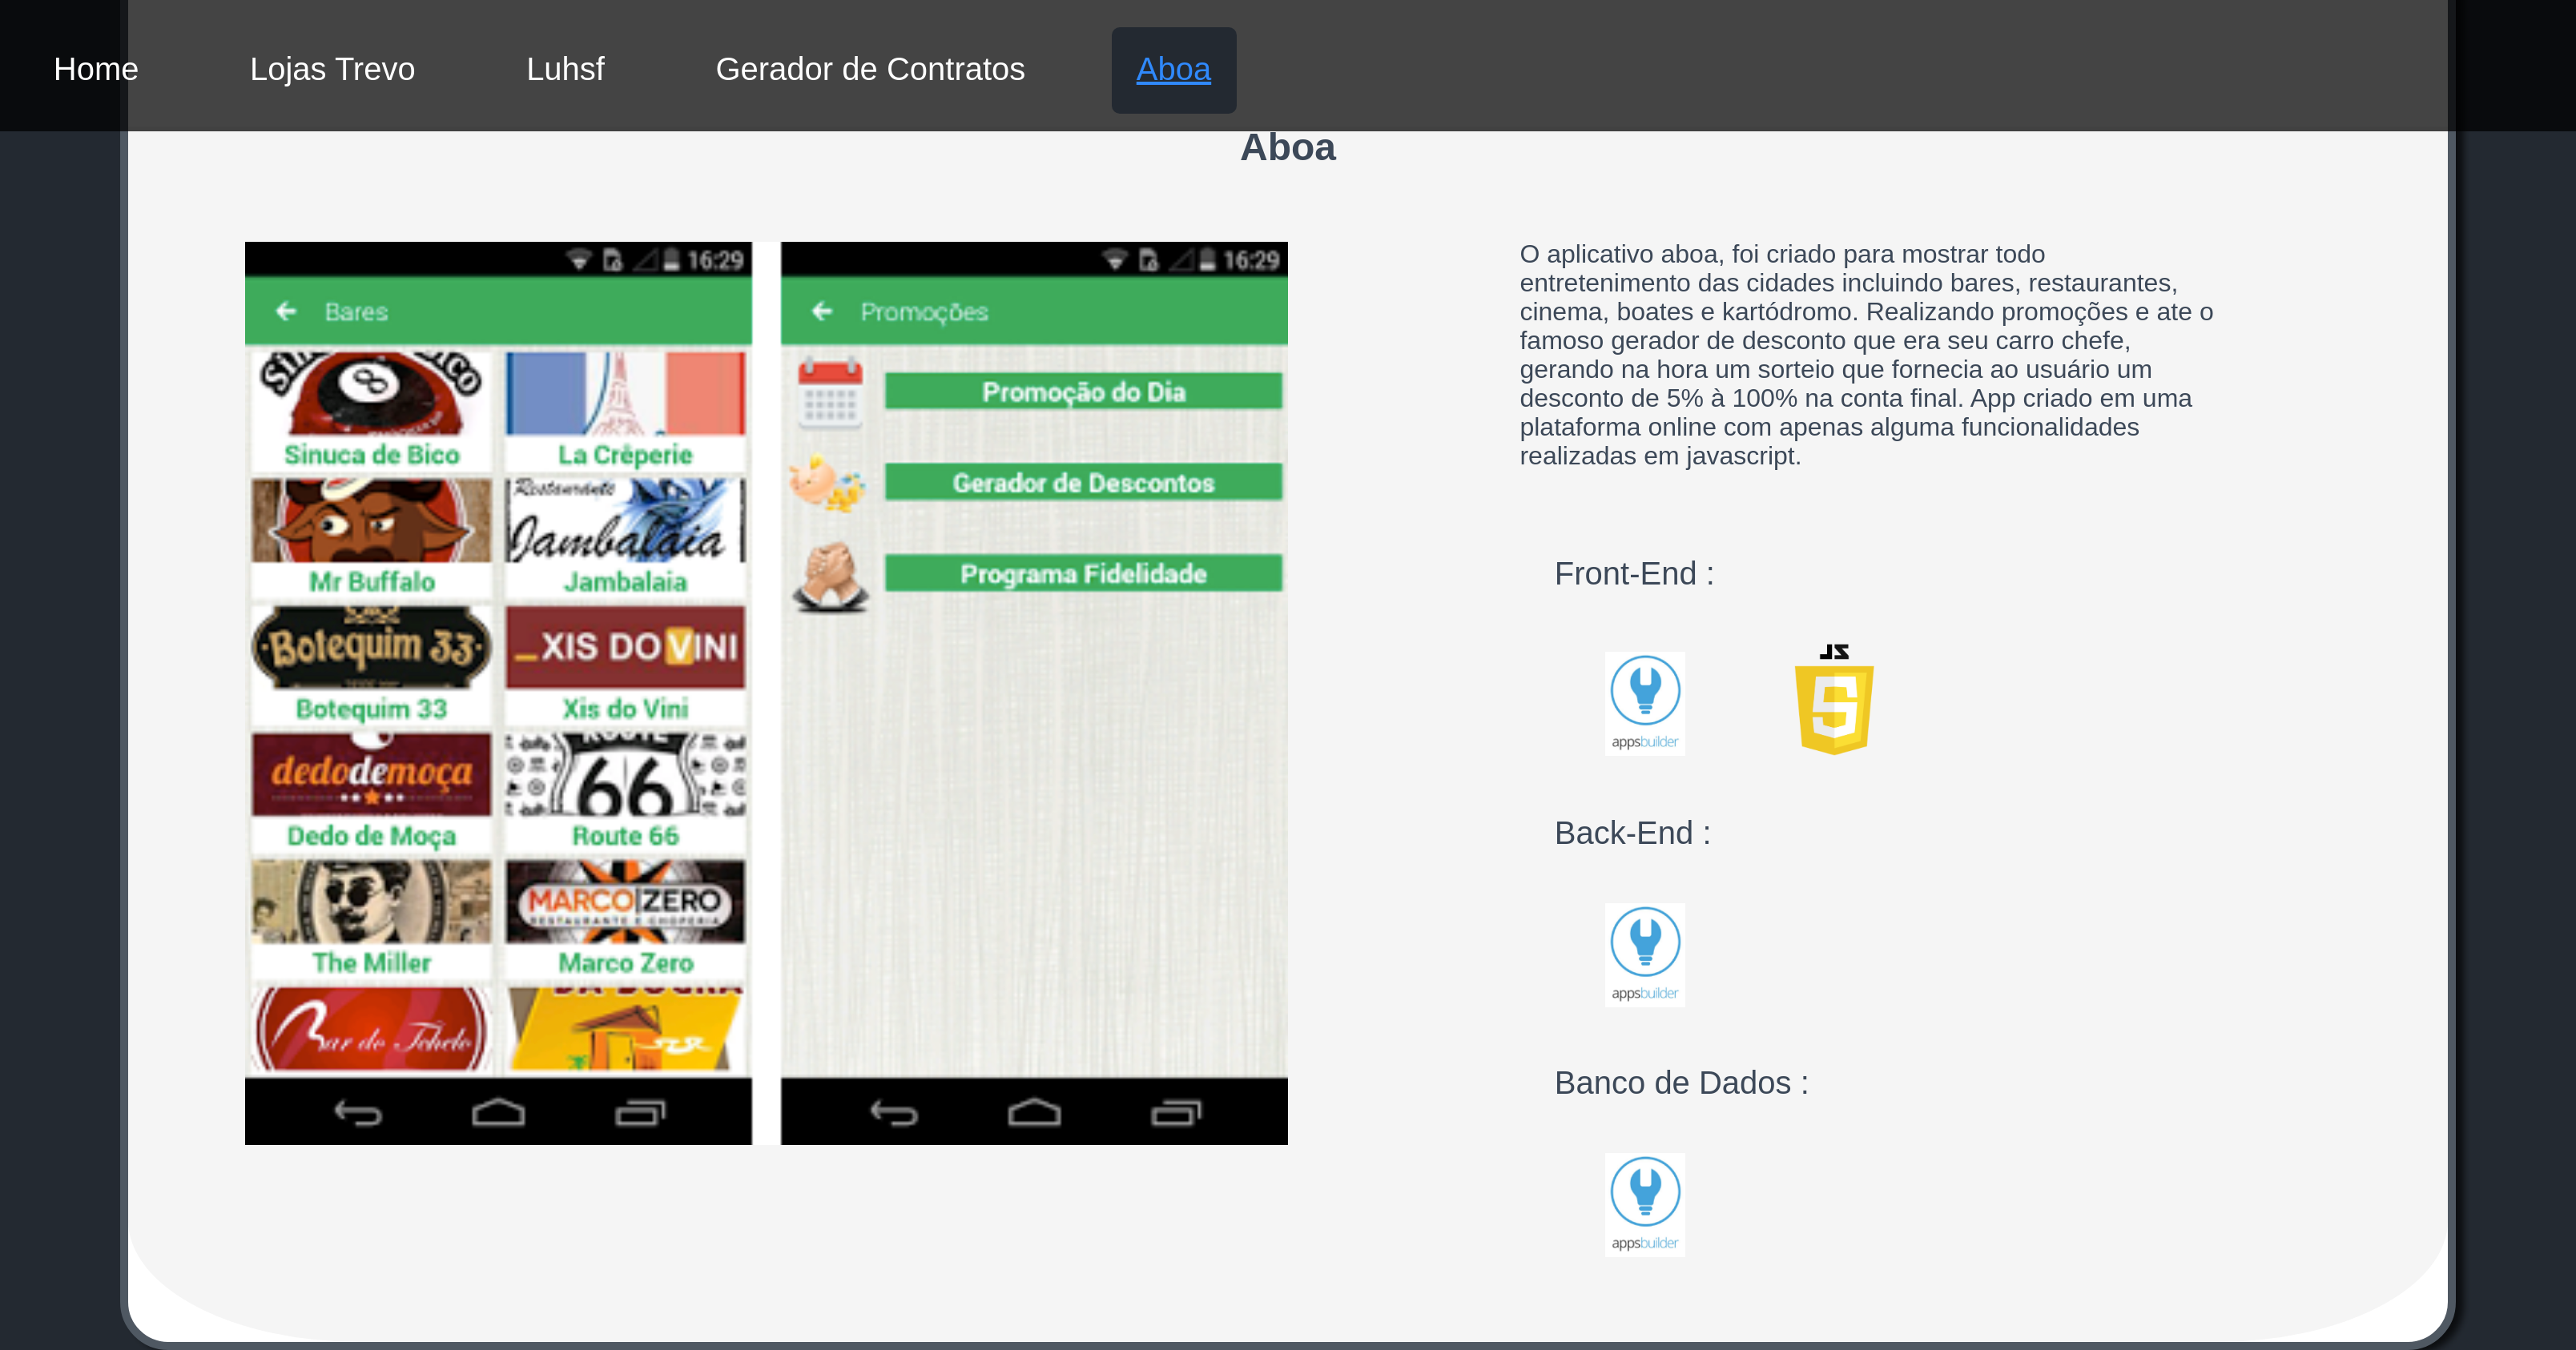 Home
Lojas Trevo
Luhsf
Gerador de Contratos
Aboa
Aboa
16:29
Bares
Sinuca de Bico
La Crêperie
Restaurante
Jambalaia
Mr Buffalo
Jambalaia
Botequim 33
XIS DO VINI
Botequim 33
Xis do Vini
dedodemoça
ROUTE
66
Dedo de Moça
Route 66
MARCO ZERO
RESTAURANTE E CHOPERIA
The Miller
Marco Zero
Bar do Tchelo
16:29
Promoções
Promoção do Dia
Gerador de Descontos
Programa Fidelidade
O aplicativo aboa, foi criado para mostrar todo
entretenimento das cidades incluindo bares, restaurantes,
cinema, boates e kartódromo. Realizando promoções e ate o
famoso gerador de desconto que era seu carro chefe,
gerando na hora um sorteio que fornecia ao usuário um
desconto de 5% à 100% na conta final. App criado em uma
plataforma online com apenas alguma funcionalidades
realizadas em javascript.
Front-End :
appsbuilder
JS
Back-End :
appsbuilder
Banco de Dados :
appsbuilder